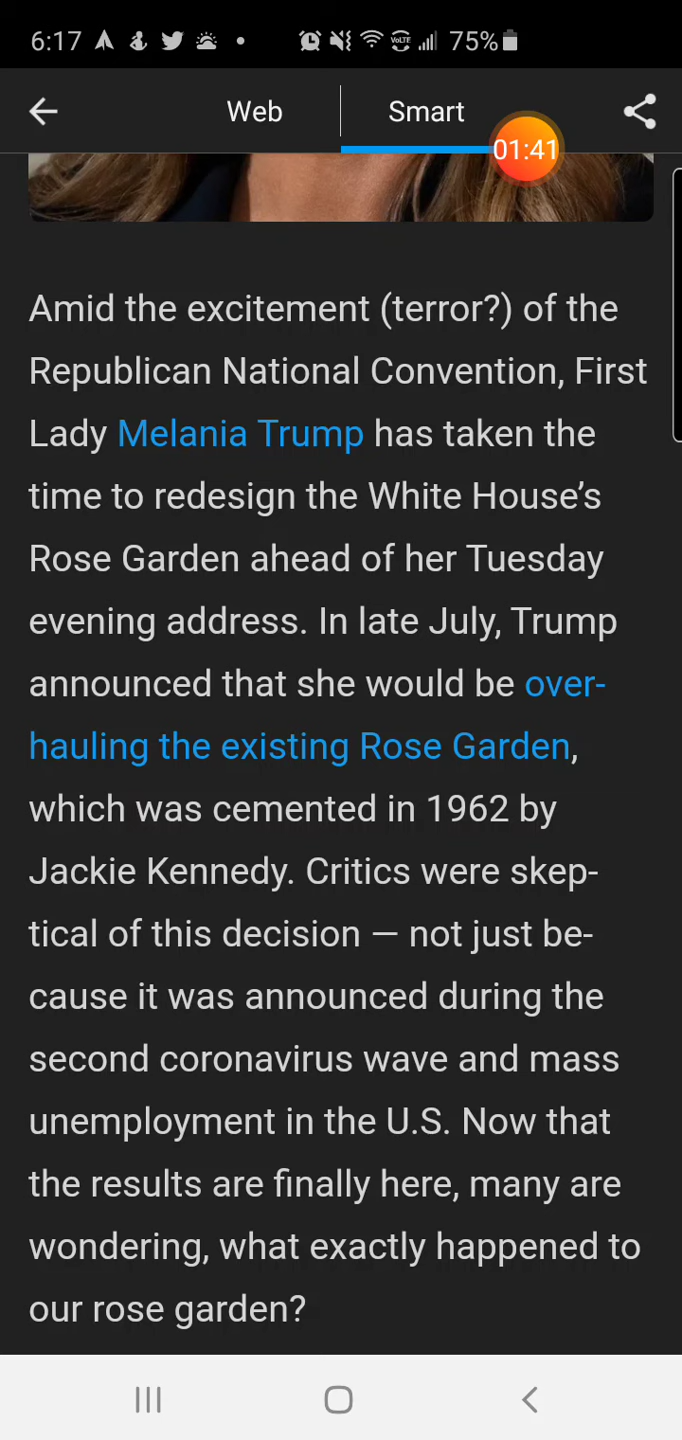 6:17
75%
Web
Smart
01:41
Amid the excitement (terror?) of the
Republican National Convention, First
Lady Melania Trump has taken the
time to redesign the White House’s
Rose Garden ahead of her Tuesday
evening address. In late July, Trump
announced that she would be over-
hauling the existing Rose Garden,
which was cemented in 1962 by
Jackie Kennedy. Critics were skep-
tical of this decision — not just be-
cause it was announced during the
second coronavirus wave and mass
unemployment in the U.S. Now that
the results are finally here, many are
wondering, what exactly happened to
our rose garden?